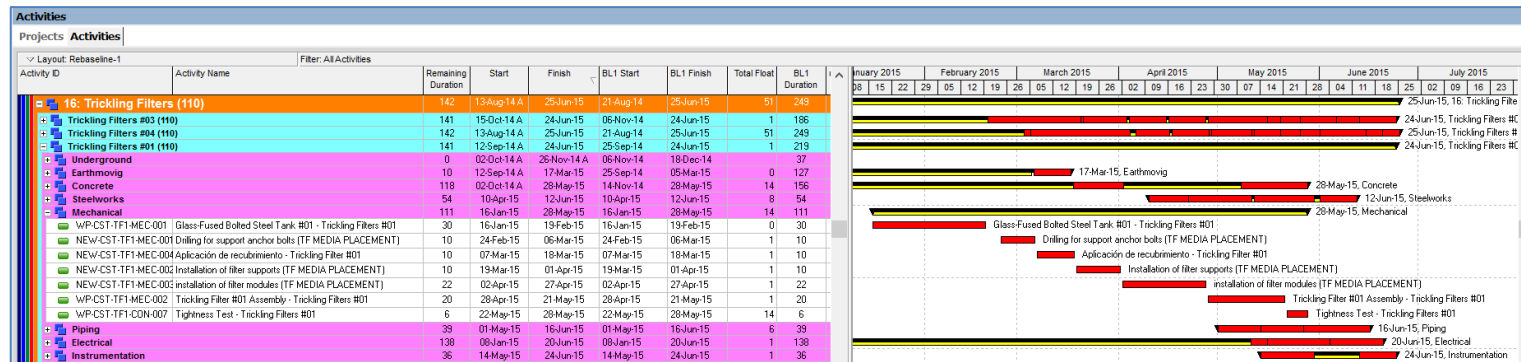 Activities
Projects Activities
Layout: Rebaseline-1 Filter: All Activities
Activity ID Activity Name Remaining Duration Start Finish BL1 Start BL1 Finish Total Float BL1 Duration
nuary 2015 February 2015 March 2015 April 2015 May 2015 June 2015 July 2015
08 15 22 29 05 12 19 26 05 12 19 26 02 09 16 23 30 07 14 21 28 04 11 18 25 02 09 16 23
16: Trickling Filters (110) 142 13-Aug-14 A 25-Jun-15 21-Aug-14 25-Jun-15 51 249 25-Jun-15, 16: Trickling Filte
Trickling Filters #03 (110) 141 15-Oct-14 A 24-Jun-15 06-Nov-14 24-Jun-15 1 186 24-Jun-15, Trickling Filters #0
Trickling Filters #04 (110) 142 13-Aug-14 A 25-Jun-15 21-Aug-14 25-Jun-15 51 249 25-Jun-15, Trickling Filters #
Trickling Filters #01 (110) 141 12-Sep-14 A 24-Jun-15 25-Sep-14 24-Jun-15 1 219 24-Jun-15, Trickling Filters #0
Underground 0 02-Oct-14 A 26-Nov-14 A 06-Nov-14 18-Dec-14 37
Earthmovig 10 12-Sep-14 A 17-Mar-15 25-Sep-14 05-Mar-15 0 127 17-Mar-15, Earthmovig
Concrete 118 02-Oct-14 A 28-May-15 14-Nov-14 28-May-15 14 156 28-May-15, Concrete
Steelworks 54 10-Apr-15 12-Jun-15 10-Apr-15 12-Jun-15 8 54 12-Jun-15, Steelworks
Mechanical 111 16-Jan-15 28-May-15 16-Jan-15 28-May-15 14 111 28-May-15, Mechanical
WP-CST-TF1-MEC-001 Glass-Fused Bolted Steel Tank #01 - Trickling Filters #01 30 16-Jan-15 19-Feb-15 16-Jan-15 19-Feb-15 0 30 Glass-Fused Bolted Steel Tank #01 - Trickling Filters #01
NEW-CST-TF1-MEC-001 Drilling for support anchor bolts (TF MEDIA PLACEMENT) 10 24-Feb-15 06-Mar-15 24-Feb-15 06-Mar-15 1 10 Drilling for support anchor bolts (TF MEDIA PLACEMENT)
NEW-CST-TF1-MEC-004 Aplicación de recubrimiento - Trickling Filter #01 10 07-Mar-15 18-Mar-15 07-Mar-15 18-Mar-15 1 10 Aplicación de recubrimiento - Trickling Filter #01
NEW-CST-TF1-MEC-002 Installation of filter supports (TF MEDIA PLACEMENT) 10 19-Mar-15 01-Apr-15 19-Mar-15 01-Apr-15 1 10 Installation of filter supports (TF MEDIA PLACEMENT)
NEW-CST-TF1-MEC-003 installation of filter modules (TF MEDIA PLACEMENT) 22 02-Apr-15 27-Apr-15 02-Apr-15 27-Apr-15 1 22 installation of filter modules (TF MEDIA PLACEMENT)
WP-CST-TF1-MEC-002 Trickling Filter #01 Assembly - Trickling Filters #01 20 28-Apr-15 21-May-15 28-Apr-15 21-May-15 1 20 Trickling Filter #01 Assembly - Trickling Filters #01
WP-CST-TF1-CON-007 Tightness Test - Trickling Filters #01 6 22-May-15 28-May-15 22-May-15 28-May-15 14 6 Tightness Test - Trickling Filters #01
Piping 39 01-May-15 16-Jun-15 01-May-15 16-Jun-15 6 39 16-Jun-15, Piping
Electrical 138 08-Jan-15 20-Jun-15 08-Jan-15 20-Jun-15 1 138 20-Jun-15, Electrical
Instrumentation 36 14-May-15 24-Jun-15 14-May-15 24-Jun-15 1 36 24-Jun-15, Instrumentation